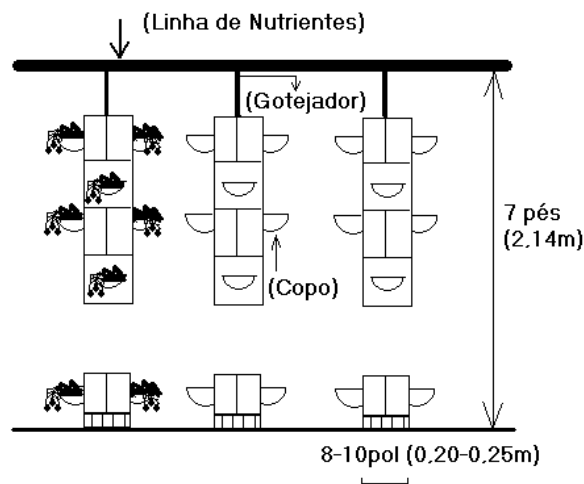 (Linha de Nutrientes)
(Gotejador)
7 pés
(2,14m)
(Copo)
8-10pol (0,20-0,25m)